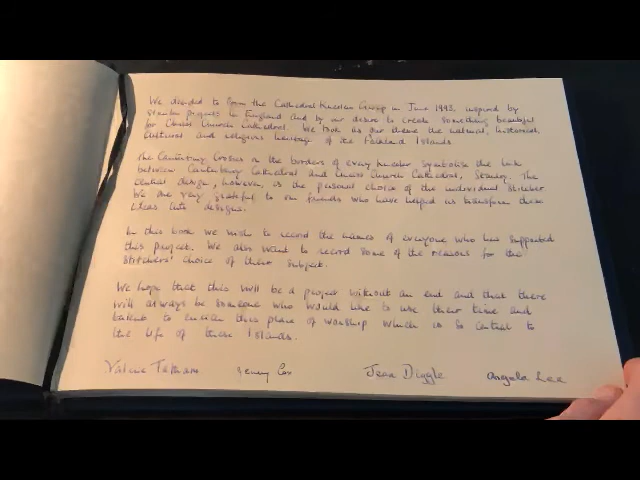 We decided to form the Cathedral Kneeler Group in June 1993, inspired by
similar projects in England and by our desire to create something beautiful
for Christ Church Cathedral. We took as our theme the natural, historical,
cultural and religious heritage of the Falkland Islands.
The Canterbury Crosses in the borders of every kneeler symbolise the link
between Canterbury Cathedral and Christ Church Cathedral, Stanley. The
central design, however, is the personal choice of the individual stitcher.
We are very grateful to our friends who have helped us transform these
ideas into designs.
In this book we wish to record the names of everyone who has supported
this project. We also want to record some of the reasons for the
stitchers' choice of their subject.
We hope that this will be a project without an end and that there
will always be someone who would like to use their time and
talents to enrich this place of worship which is so central to
the life of these Islands.
Valerie Jenny Cox Jean Diggle Angela Lee